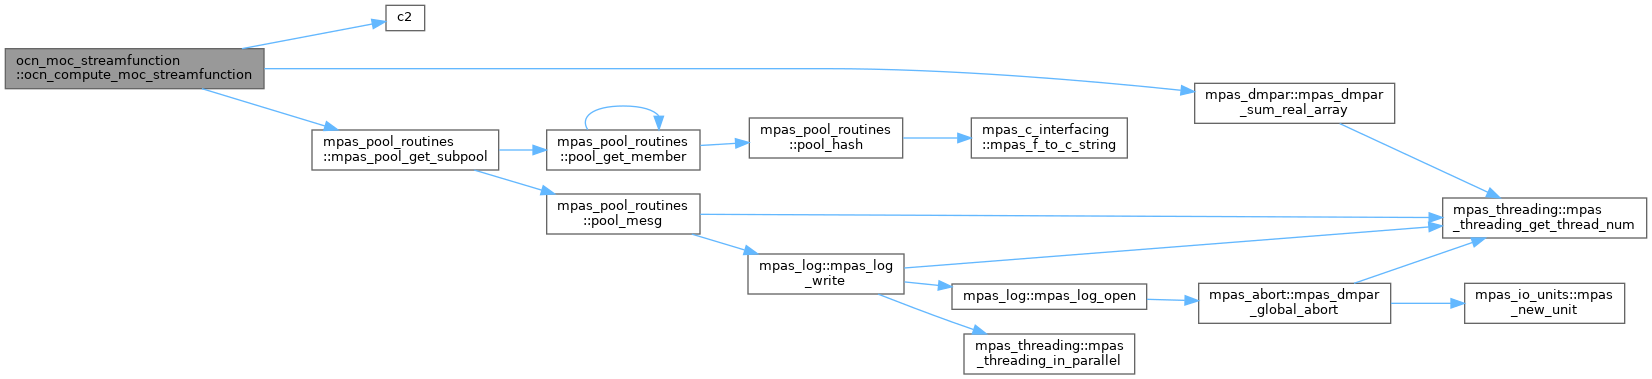 c2
ocn_moc_streamfunction
::ocn_compute_moc_streamfunction
mpas_dmpar::mpas_dmpar
_sum_real_array
mpas_pool_routines
::mpas_pool_get_subpool
mpas_pool_routines
::pool_get_member
mpas_pool_routines
::pool_hash
mpas_c_interfacing
::mpas_f_to_c_string
mpas_pool_routines
::pool_mesg
mpas_threading::mpas
_threading_get_thread_num
mpas_log::mpas_log
_write
mpas_log::mpas_log_open
mpas_abort::mpas_dmpar
_global_abort
mpas_io_units::mpas
_new_unit
mpas_threading::mpas
_threading_in_parallel